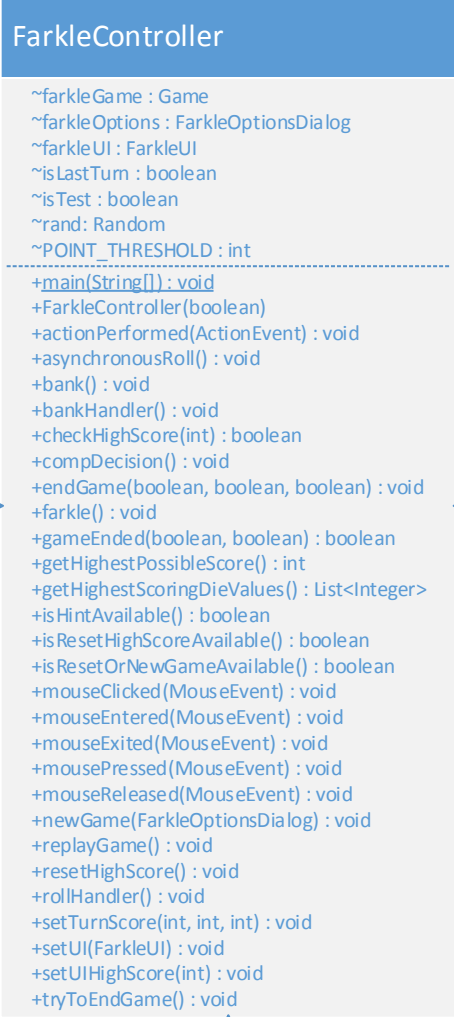 FarkleController
~farkleGame : Game
~farkleOptions : FarkleOptionsDialog
~farkleUI : FarkleUI
~isLastTurn : boolean
~isTest : boolean
~rand: Random
~POINT_THRESHOLD : int
+main(String[]) : void
+FarkleController(boolean)
+actionPerformed(ActionEvent) : void
+asynchronousRoll() : void
+bank() : void
+bankHandler() : void
+checkHighScore(int) : boolean
+compDecision() : void
+endGame(boolean, boolean, boolean) : void
+farkle() : void
+gameEnded(boolean, boolean) : boolean
+getHighestPossibleScore() : int
+getHighestScoringDieValues() : List<Integer>
+isHintAvailable() : boolean
+isResetHighScoreAvailable() : boolean
+isResetOrNewGameAvailable() : boolean
+mouseClicked(MouseEvent) : void
+mouseEntered(MouseEvent) : void
+mouseExited(MouseEvent) : void
+mousePressed(MouseEvent) : void
+mouseReleased(MouseEvent) : void
+newGame(FarkleOptionsDialog) : void
+replayGame() : void
+resetHighScore() : void
+rollHandler() : void
+setTurnScore(int, int, int) : void
+setUI(FarkleUI) : void
+setUIHighScore(int) : void
+tryToEndGame() : void